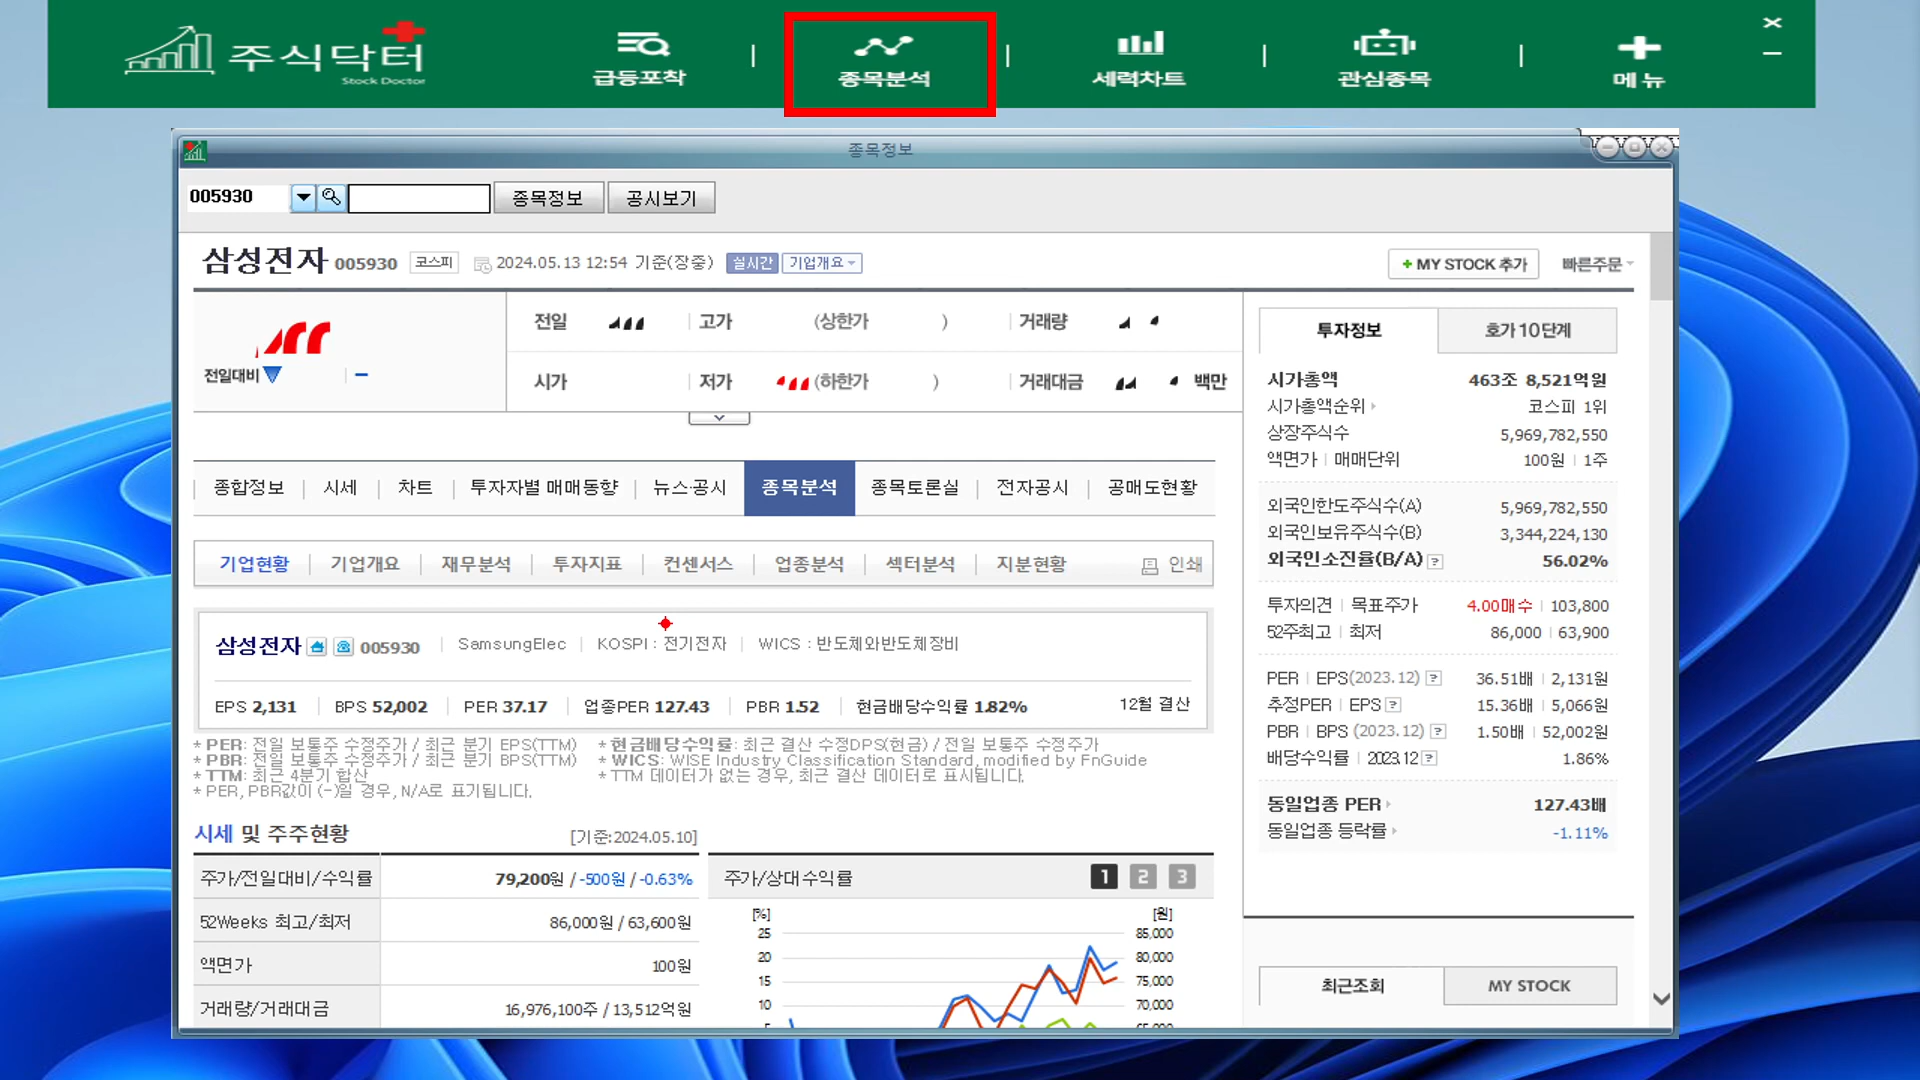 주식닥터
Stock Doctor
급등포착
종목분석
세력차트
관심종목
메뉴
종목정보
005930
종목정보
공시보기
삼성전자 005930 코스피 2024.05.13 12:54 기준(장중) 실시간 기업개요
+ MY STOCK 추가
빠른주문
전일대비
전일 고가 (상한가 ) 거래량
시가 저가 (하한가 ) 거래대금 백만
종합정보 시세 차트 투자자별 매매동향 뉴스·공시 종목분석 종목토론실 전자공시 공매도현황
기업현황 기업개요 재무분석 투자지표 컨센서스 업종분석 섹터분석 지분현황 인쇄
삼성전자 005930 SamsungElec KOSPI : 전기전자 WICS : 반도체와반도체장비
EPS 2,131 BPS 52,002 PER 37.17 업종PER 127.43 PBR 1.52 현금배당수익률 1.82% 12월 결산
* PER: 전일 보통주 수정주가 / 최근 분기 EPS(TTM)
* PBR: 전일 보통주 수정주가 / 최근 분기 BPS(TTM)
* TTM: 최근 4분기 합산
* PER, PBR값이 (-)일 경우, N/A로 표기됩니다.
* 현금배당수익률: 최근 결산 수정DPS(현금) / 전일 보통주 수정주가
* WICS: WISE Industry Classification Standard, modified by FnGuide
* TTM 데이터가 없는 경우, 최근 결산 데이터로 표시됩니다.
시세 및 주주현황 [기준:2024.05.10]
주가/전일대비/수익률 79,200원 / -500원 / -0.63%
52Weeks 최고/최저 86,000원 / 63,600원
액면가 100원
거래량/거래대금 16,976,100주 / 13,512억원
주가/상대수익률 1 2 3
[%] [원]
25 85,000
20 80,000
15 75,000
10 70,000
5 65,000
투자정보 호가 10단계
시가총액 463조 8,521억원
시가총액순위 코스피 1위
상장주식수 5,969,782,550
액면가 매매단위 100원 1주
외국인한도주식수(A) 5,969,782,550
외국인보유주식수(B) 3,344,224,130
외국인소진율(B/A) ? 56.02%
투자의견 목표주가 4.00매수 103,800
52주최고 최저 86,000 63,900
PER EPS(2023.12) ? 36.51배 2,131원
추정PER EPS ? 15.36배 5,066원
PBR BPS (2023.12) ? 1.50배 52,002원
배당수익률 2023.12 ? 1.86%
동일업종 PER 127.43배
동일업종 등락률 -1.11%
최근조회 MY STOCK